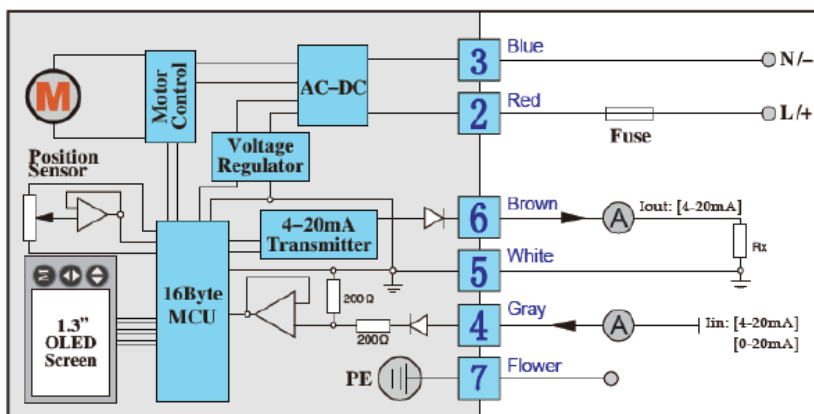 3 Blue
N/−
M
Motor
Control
AC−DC
2 Red
L/+
Fuse
Voltage
Regulator
Position
Sensor
4−20mA
Transmitter
6 Brown
A
Iout: [4-20mA]
Rx
5 White
16Byte
MCU
200Ω
200Ω
4 Gray
A
Iin: [4-20mA]
[0-20mA]
M
1.3”
OLED
Screen
PE
7 Flower